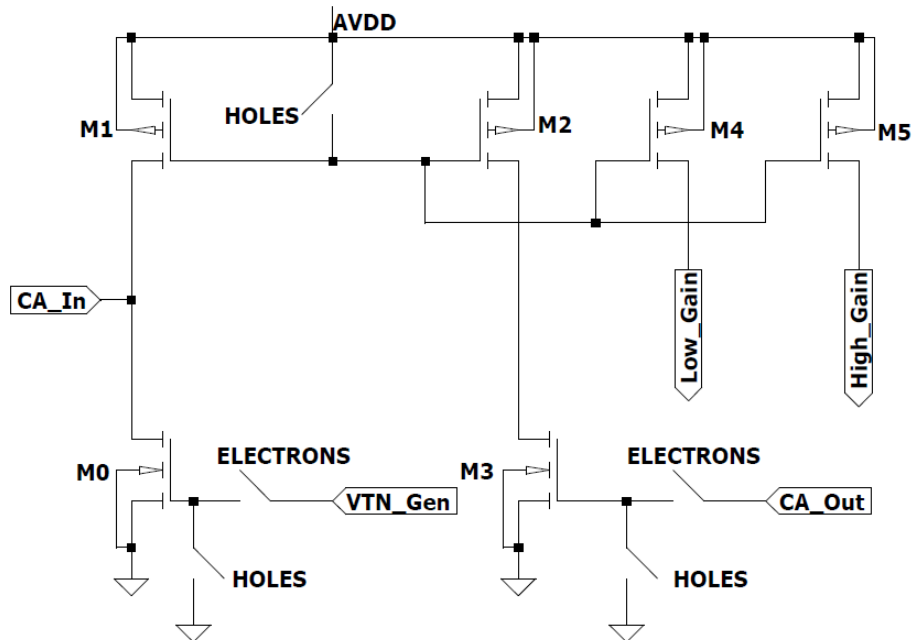 AVDD
HOLES
M1
M2
M4
M5
CA_In
Low_Gain
High_Gain
ELECTRONS
ELECTRONS
M0
M3
VTN_Gen
CA_Out
HOLES
HOLES